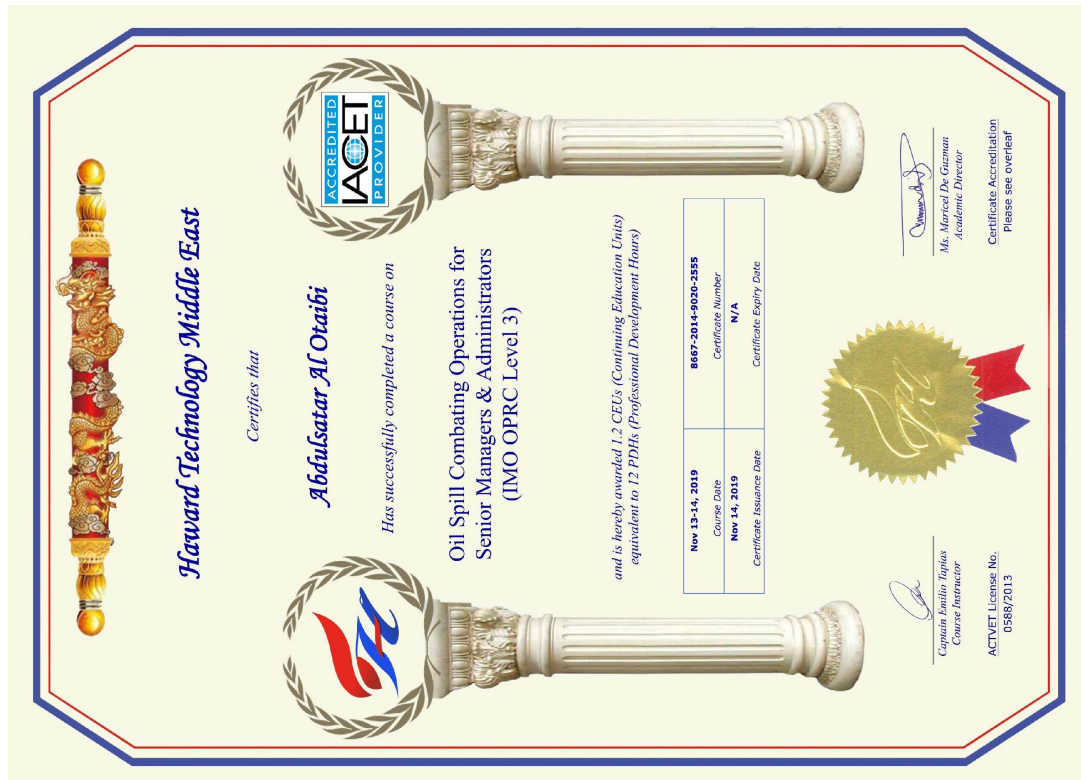 ACCREDITED
IACET
PROVIDER
Haward Technology Middle East
Certifies that
Abdulsatar Al Otaibi
Has successfully completed a course on
Oil Spill Combating Operations for
Senior Managers & Administrators
(IMO OPRC Level 3)
and is hereby awarded 1.2 CEUs (Continuing Education Units)
equivalent to 12 PDHs (Professional Development Hours)
Nov 13-14, 2019
Course Date
8667-2014-9020-2555
Certificate Number
Nov 14, 2019
Certificate Issuance Date
N/A
Certificate Expiry Date
Captain Emilio Tapias
Course Instructor
ACTVET License No.
0588/2013
Ms. Maricel De Guzman
Academic Director
Certificate Accreditation
Please see overleaf